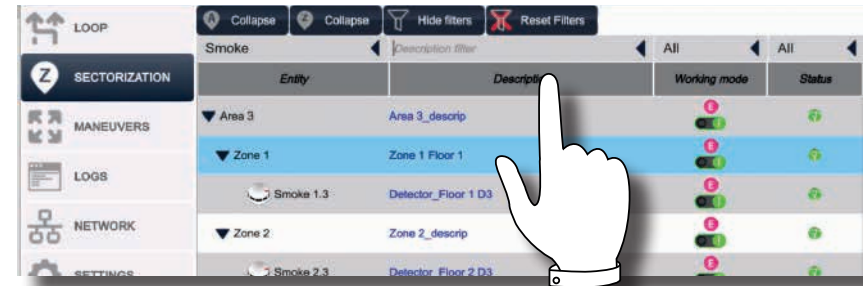 LOOP
A Collapse Z Collapse Hide filters Reset Filters
Smoke Description filter All All
Z SECTORIZATION
Entity Description Working mode Status
MANEUVERS
Area 3 Area 3_descrip E
Zone 1 Zone 1 Floor 1 E
LOGS
Smoke 1.3 Detector_Floor 1 D3 E
NETWORK
Zone 2 Zone 2_descrip E
SETTINGS
Smoke 2.3 Detector_Floor 2 D3 E